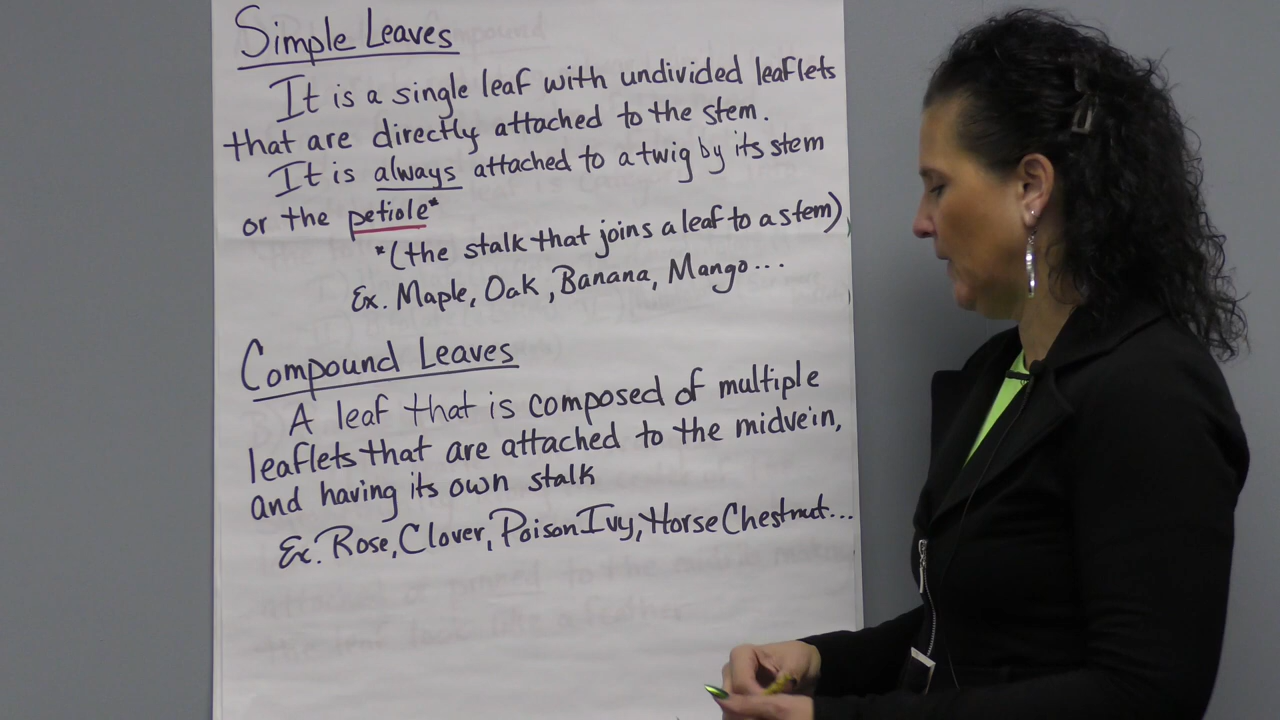 Simple Leaves
It is a single leaf with undivided leaflets
that are directly attached to the stem.
It is always attached to a twig by its stem
or the petiole*
*(the stalk that joins a leaf to a stem)
Ex. Maple, Oak, Banana, Mango...
Compound Leaves
A leaf that is composed of multiple
leaflets that are attached to the midvein,
and having its own stalk
Ex. Rose, Clover, Poison Ivy, Horse Chestnut...